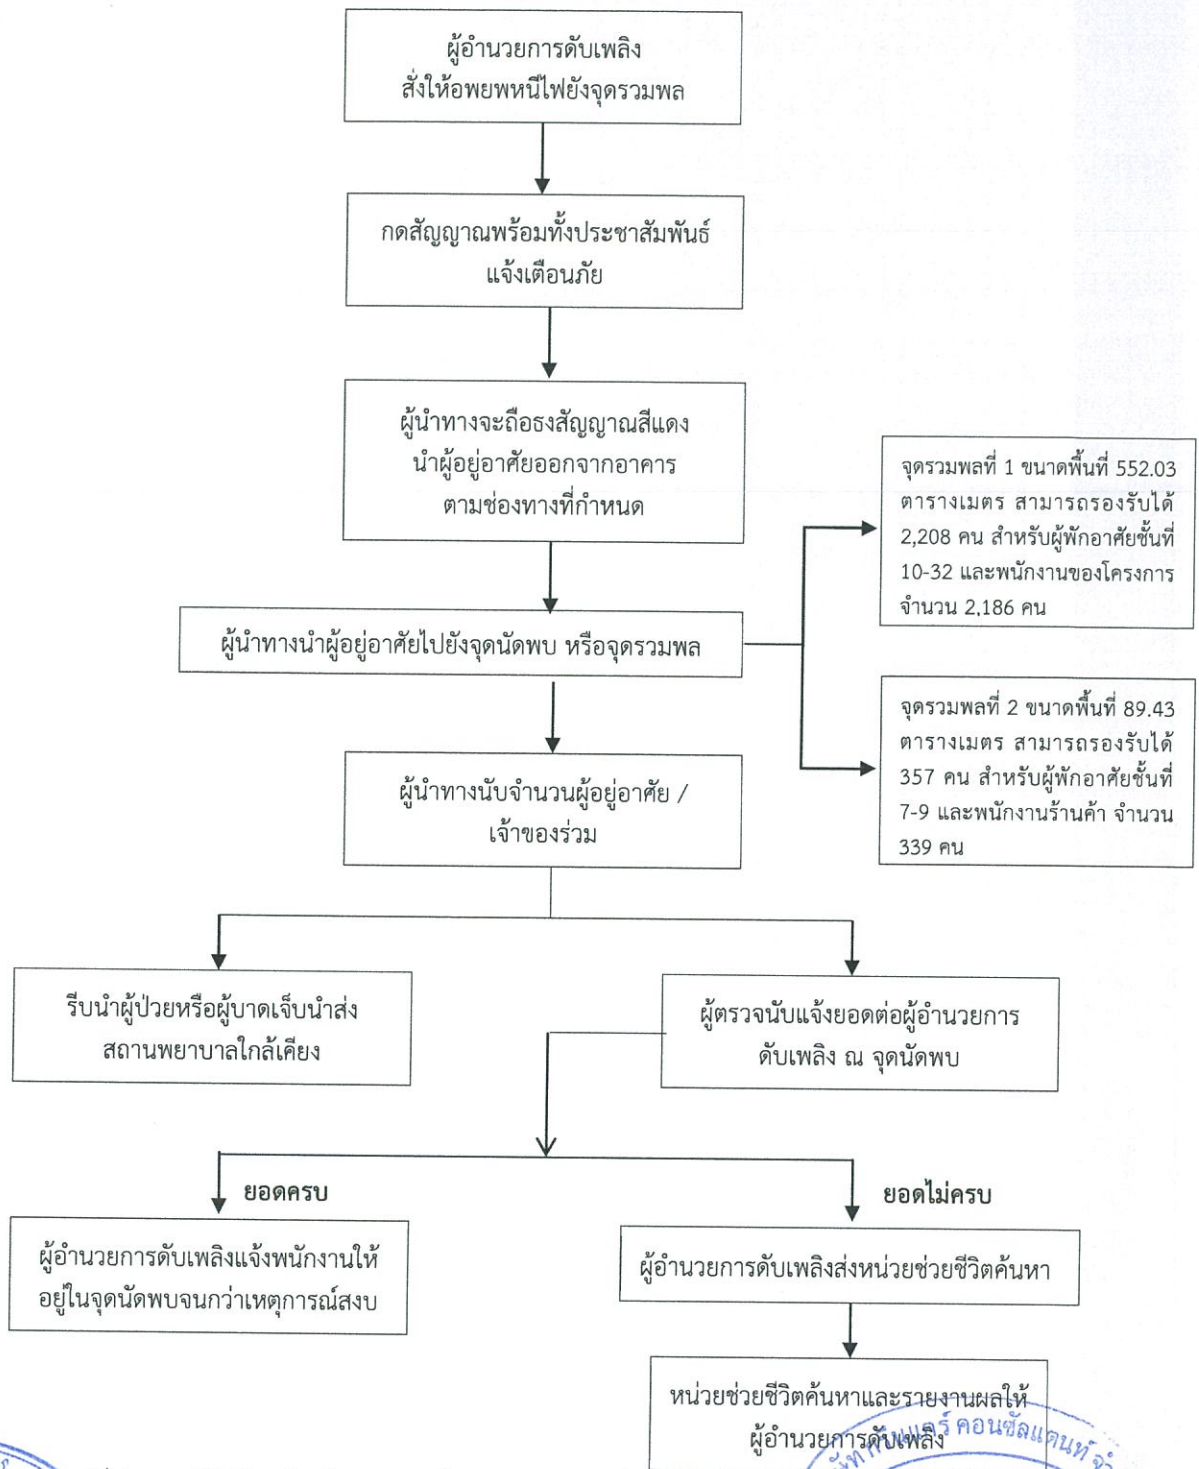 ผู้อำนวยการดับเพลิง
สั่งให้อพยพหนีไฟยังจุดรวมพล
กดสัญญาณพร้อมทั้งประชาสัมพันธ์
แจ้งเตือนภัย
ผู้นำทางจะถือธงสัญญาณสีแดง
นำผู้อยู่อาศัยออกจากอาคาร
ตามช่องทางที่กำหนด
จุดรวมพลที่ 1 ขนาดพื้นที่ 552.03
ตารางเมตร สามารถรองรับได้
2,208 คน สำหรับผู้พักอาศัยชั้นที่
10-32 และพนักงานของโครงการ
จำนวน 2,186 คน
ผู้นำทางนำผู้อยู่อาศัยไปยังจุดนัดพบ หรือจุดรวมพล
จุดรวมพลที่ 2 ขนาดพื้นที่ 89.43
ตารางเมตร สามารถรองรับได้
357 คน สำหรับผู้พักอาศัยชั้นที่
7-9 และพนักงานร้านค้า จำนวน
339 คน
ผู้นำทางนับจำนวนผู้อยู่อาศัย /
เจ้าของร่วม
รีบนำผู้ป่วยหรือผู้บาดเจ็บนำส่ง
สถานพยาบาลใกล้เคียง
ผู้ตรวจนับแจ้งยอดต่อผู้อำนวยการ
ดับเพลิง ณ จุดนัดพบ
ยอดครบ
ยอดไม่ครบ
ผู้อำนวยการดับเพลิงแจ้งพนักงานให้
อยู่ในจุดนัดพบจนกว่าเหตุการณ์สงบ
ผู้อำนวยการดับเพลิงส่งหน่วยช่วยชีวิตค้นหา
หน่วยช่วยชีวิตค้นหาและรายงานผลให้
ผู้อำนวยการดับเพลิง
คอนซัลแตนท์